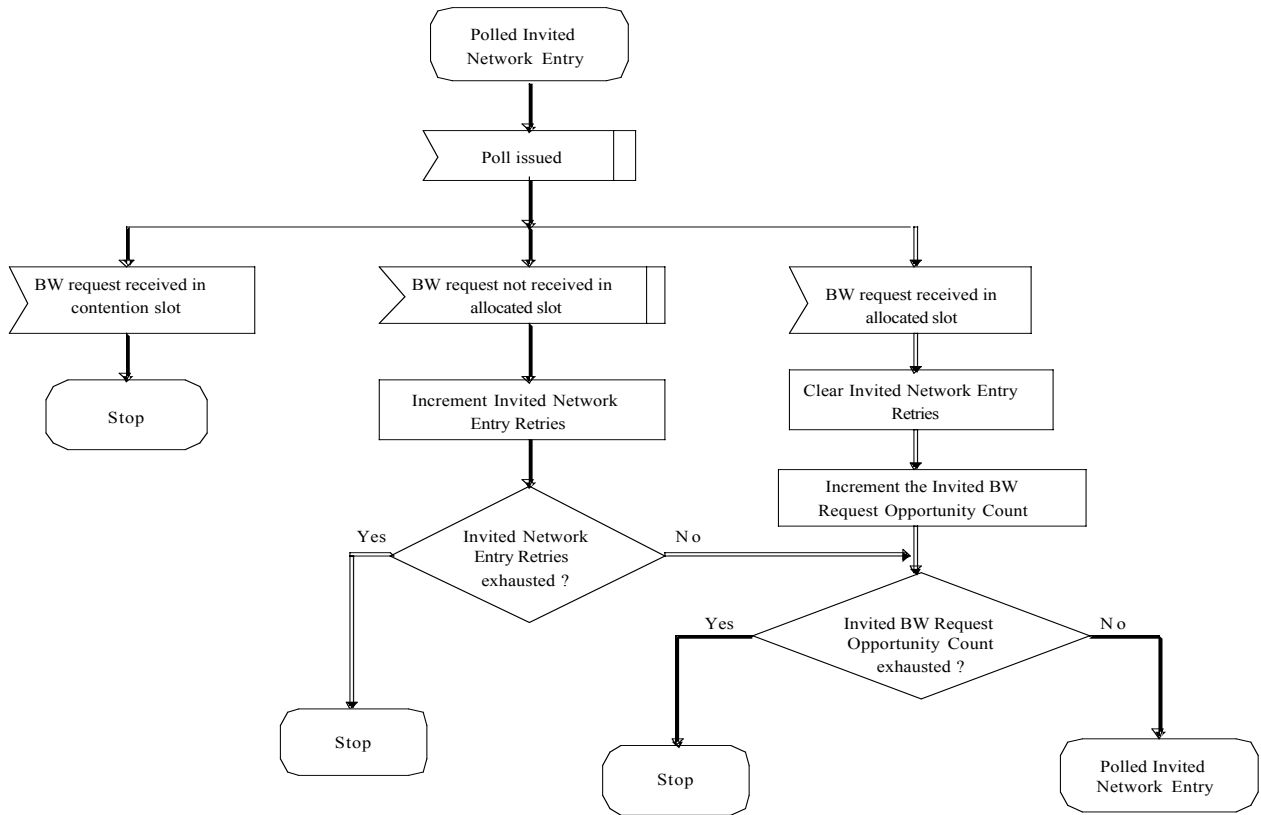 Polled Invited
Network Entry
Poll issued
BW request received in
contention slot
BW request not received in
allocated slot
BW request received in
allocated slot
Stop
Increment Invited Network
Entry Retries
Clear Invited Network Entry
Retries
Increment the Invited BW
Request Opportunity Count
Yes
Invited Network
Entry Retries
exhausted ?
No
Yes
Invited BW Request
Opportunity Count
exhausted ?
No
Stop
Stop
Polled Invited
Network Entry